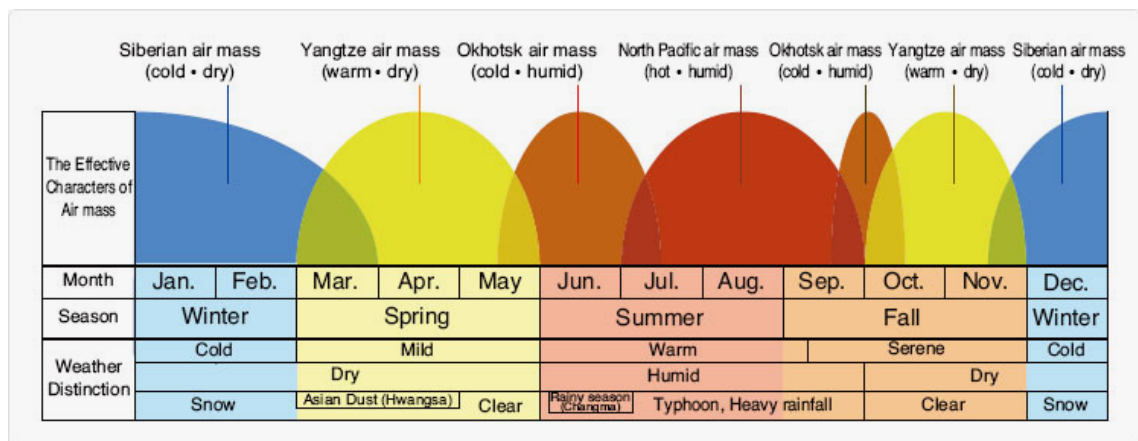 Siberian air mass
(cold • dry)
Yangtze air mass
(warm • dry)
Okhotsk air mass
(cold • humid)
North Pacific air mass
(hot • humid)
Okhotsk air mass
(cold • humid)
Yangtze air mass
(warm • dry)
Siberian air mass
(cold • dry)
The Effective
Characters of
Air mass
Month Jan. Feb. Mar. Apr. May Jun. Jul. Aug. Sep. Oct. Nov. Dec.
Season Winter Spring Summer Fall Winter
Weather
Distinction
Cold Mild Warm Serene Cold
Dry Humid Dry
Snow Asian Dust (Hwangsa) Clear Rainy season
(Changma) Typhoon, Heavy rainfall Clear Snow